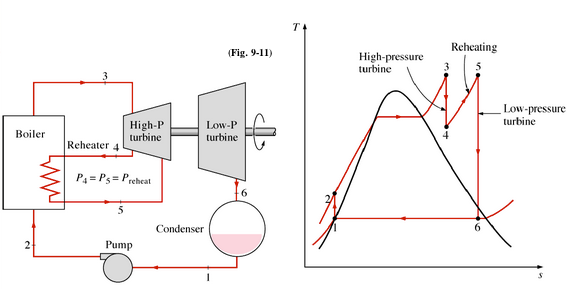 (Fig. 9-11)
3
Boiler
High-P
turbine
Low-P
turbine
Reheater 4
P4 = P5 = Preheat
5
6
Condenser
2
Pump
1
T
High-pressure
turbine
Reheating
3
5
4
Low-pressure
turbine
2
1
6
s